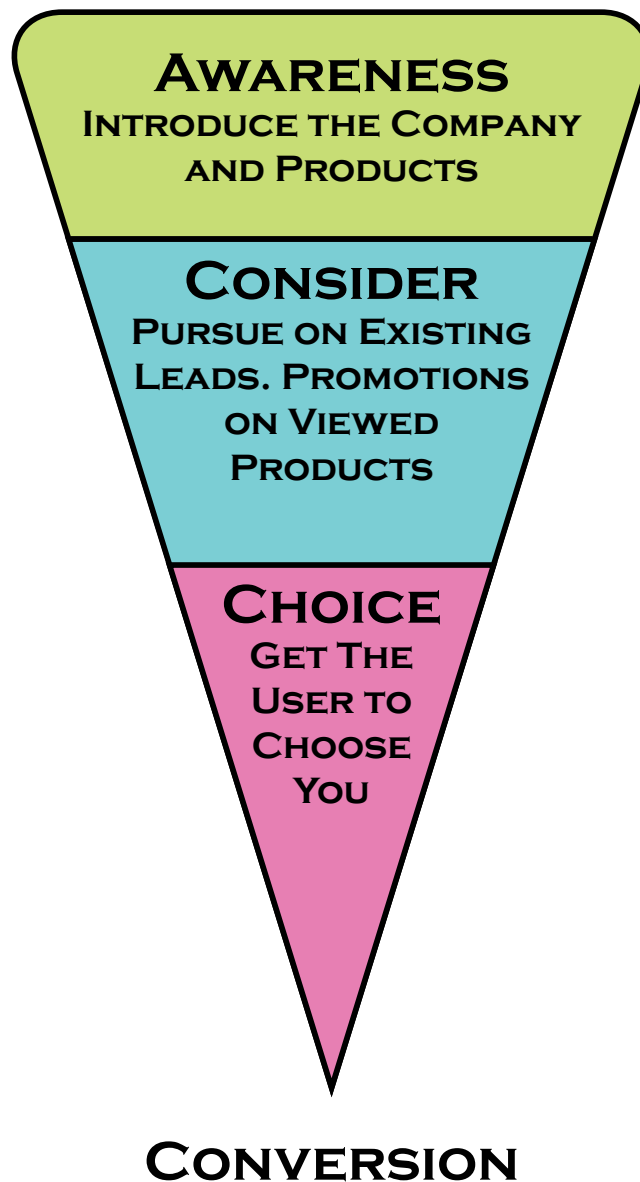 Awareness
Introduce the Company
and Products
Consider
Pursue on Existing
Leads. Promotions
on Viewed
Products
Choice
Get The
User to
Choose
You
Conversion